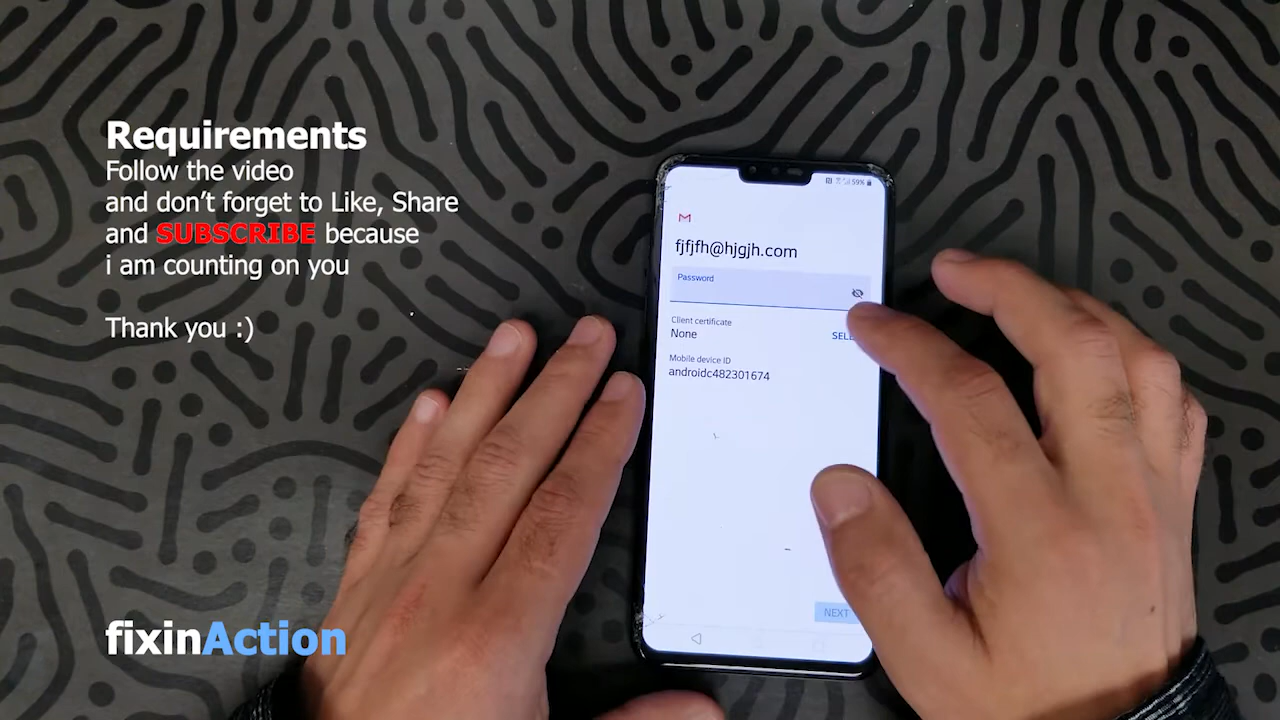 Requirements
Follow the video
and don't forget to Like, Share
and SUBSCRIBE because
i am counting on you
Thank you :)
fixinAction
59%
fjfjfh@hjgjh.com
Password
Client certificate
None
Mobile device ID
androidc482301674
NEXT